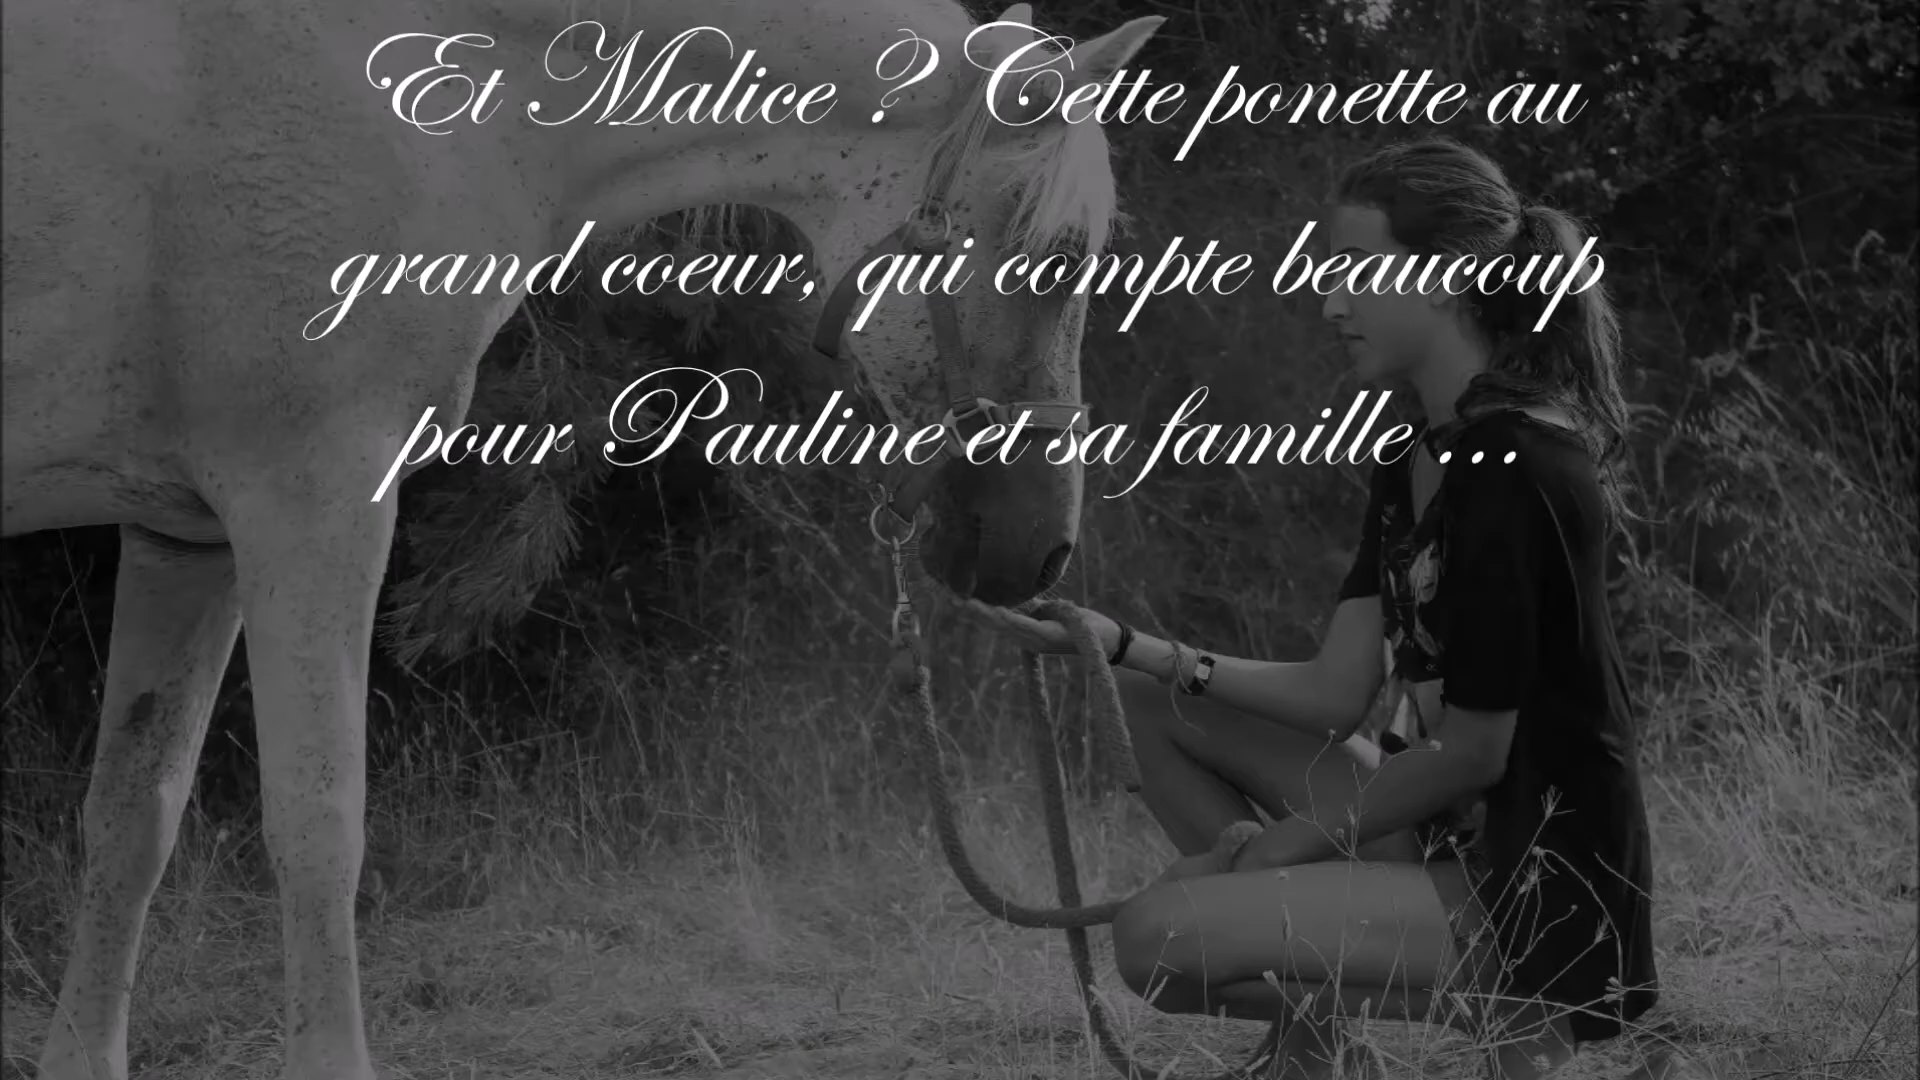 Et Malice ? Cette ponette au
grand coeur, qui compte beaucoup
pour Pauline et sa famille ...